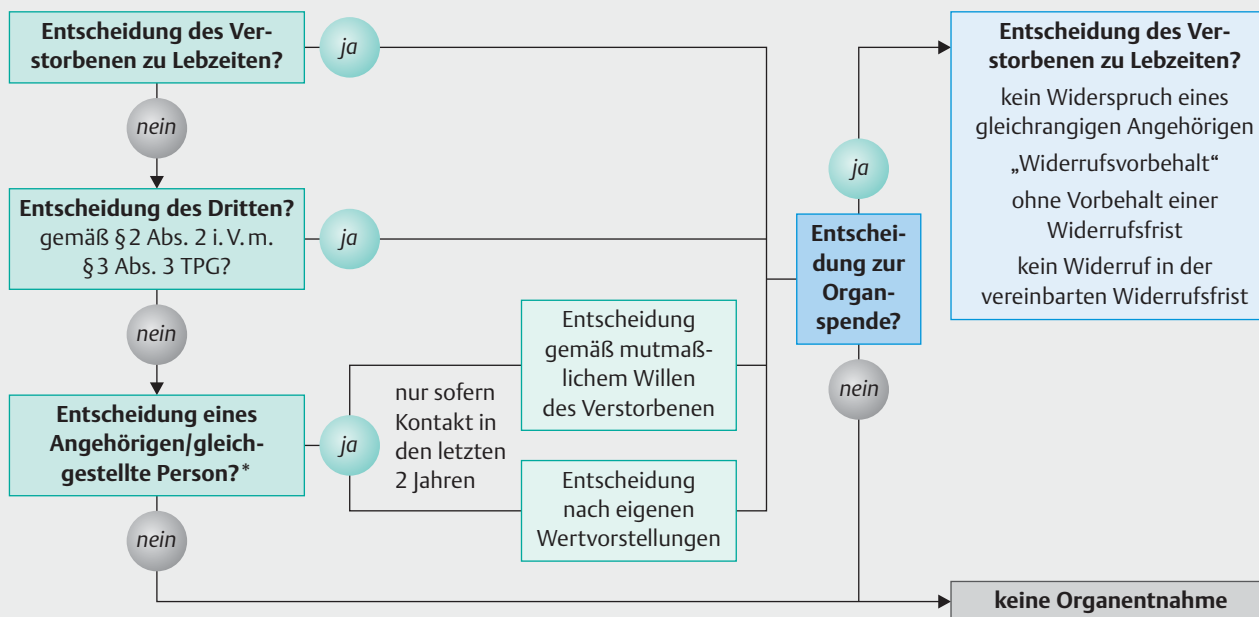 Entscheidung des Ver-
storbenen zu Lebzeiten?
ja
nein
Entscheidung des Dritten?
gemäß § 2 Abs. 2 i. V. m.
§ 3 Abs. 3 TPG?
ja
nein
Entscheidung eines
Angehörigen/gleich-
gestellte Person?*
ja
nein
nur sofern
Kontakt in
den letzten
2 Jahren
Entscheidung
gemäß mutmaß-
lichem Willen
des Verstorbenen
Entscheidung
nach eigenen
Wertvorstellungen
Entschei-
dung zur
Organ-
spende?
ja
nein
Entscheidung des Ver-
storbenen zu Lebzeiten?
kein Widerspruch eines
gleichrangigen Angehörigen
„Widerrufsvorbehalt“
ohne Vorbehalt einer
Widerrufsfrist
kein Widerruf in der
vereinbarten Widerrufsfrist
keine Organentnahme